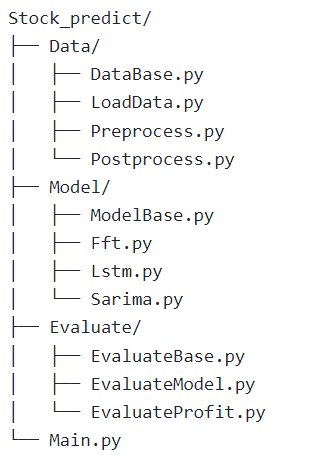 Stock_predict/
├── Data/
│   ├── DataBase.py
│   ├── LoadData.py
│   ├── Preprocess.py
│   └── Postprocess.py
├── Model/
│   ├── ModelBase.py
│   ├── Fft.py
│   ├── Lstm.py
│   └── Sarima.py
├── Evaluate/
│   ├── EvaluateBase.py
│   ├── EvaluateModel.py
│   └── EvaluateProfit.py
└── Main.py